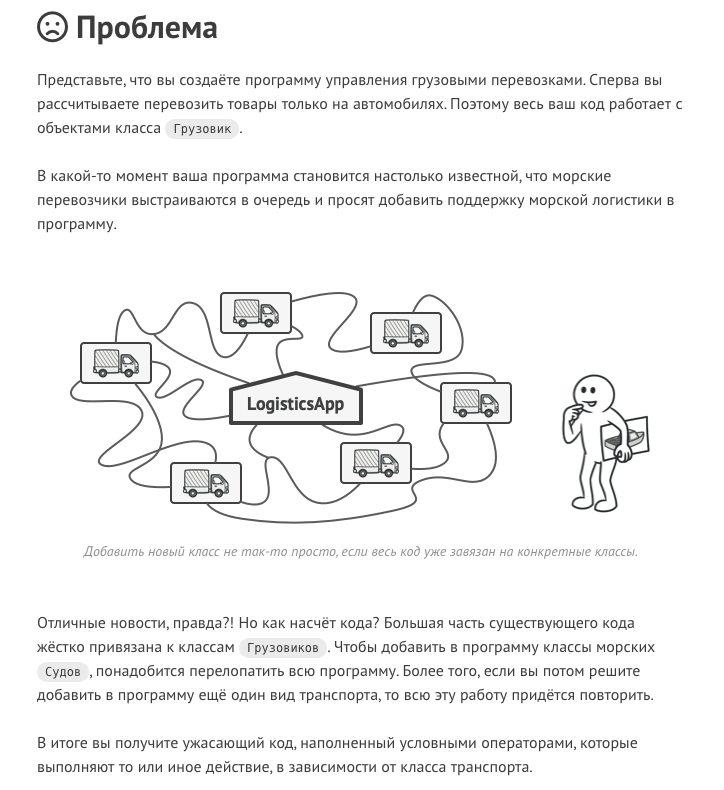 Проблема
Представьте, что вы создаёте программу управления грузовыми перевозками. Сперва вы
рассчитываете перевозить товары только на автомобилях. Поэтому весь ваш код работает с
объектами класса Грузовик.
В какой-то момент ваша программа становится настолько известной, что морские
перевозчики выстраиваются в очередь и просят добавить поддержку морской логистики в
программу.
LogisticsApp
Добавить новый класс не так-то просто, если весь код уже завязан на конкретные классы.
Отличные новости, правда?! Но как насчёт кода? Большая часть существующего кода
жёстко привязана к классам Грузовиков. Чтобы добавить в программу классы морских
Судов, понадобится перелопатить всю программу. Более того, если вы потом решите
добавить в программу ещё один вид транспорта, то всю эту работу придётся повторить.
В итоге вы получите ужасающий код, наполненный условными операторами, которые
выполняют то или иное действие, в зависимости от класса транспорта.